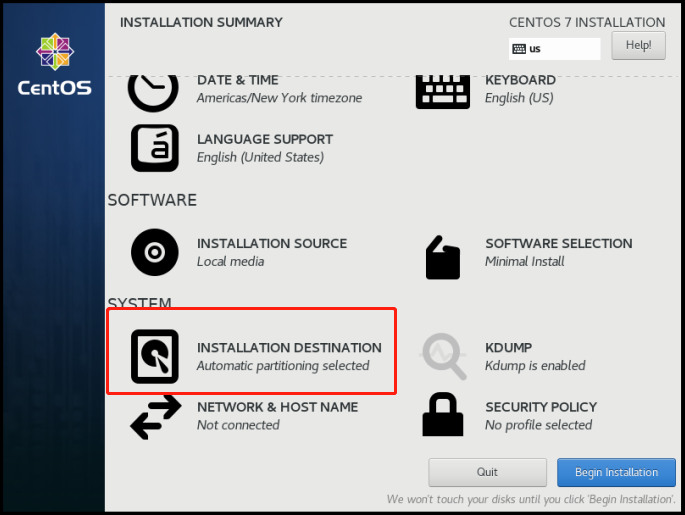 INSTALLATION SUMMARY
CENTOS 7 INSTALLATION
us
Help!
CentOS
DATE & TIME
Americas/New York timezone
KEYBOARD
English (US)
LANGUAGE SUPPORT
English (United States)
SOFTWARE
INSTALLATION SOURCE
Local media
SOFTWARE SELECTION
Minimal Install
SYSTEM
INSTALLATION DESTINATION
Automatic partitioning selected
KDUMP
Kdump is enabled
NETWORK & HOST NAME
Not connected
SECURITY POLICY
No profile selected
Quit
Begin Installation
We won't touch your disks until you click 'Begin Installation'.